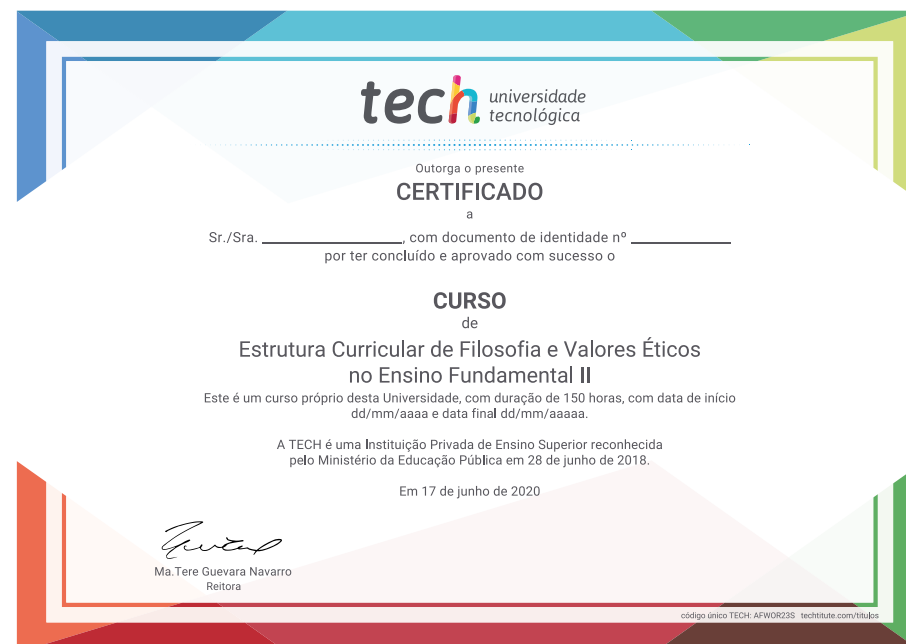 tech universidade
tecnológica
Outorga o presente
CERTIFICADO
a
Sr./Sra. ____________________, com documento de identidade nº ______________
por ter concluído e aprovado com sucesso o
CURSO
de
Estrutura Curricular de Filosofia e Valores Éticos
no Ensino Fundamental II
Este é um curso próprio desta Universidade, com duração de 150 horas, com data de início
dd/mm/aaaa e data final dd/mm/aaaaa.
A TECH é uma Instituição Privada de Ensino Superior reconhecida
pelo Ministério da Educação Pública em 28 de junho de 2018.
Em 17 de junho de 2020
Ma.Tere Guevara Navarro
Reitora
código único TECH: AFWOR23S techtitute.com/titulos